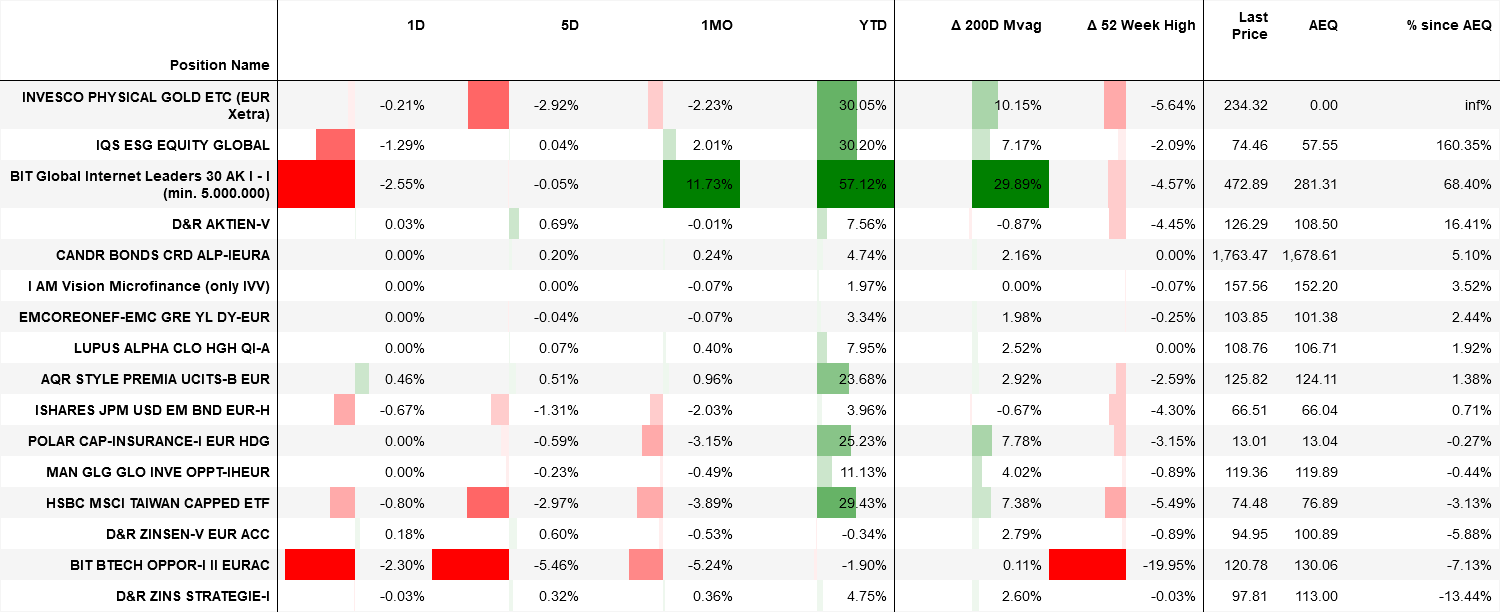 1D 5D 1MO YTD Δ 200D Mvag Δ 52 Week High Last AEQ % since AEQ
Price
Position Name
INVESCO PHYSICAL GOLD ETC (EUR
Xetra) -0.21% -2.92% -2.23% 30.05% 10.15% -5.64% 234.32 0.00 inf%
IQS ESG EQUITY GLOBAL -1.29% 0.04% 2.01% 30.20% 7.17% -2.09% 74.46 57.55 160.35%
BIT Global Internet Leaders 30 AK I - I
(min. 5.000.000) -2.55% -0.05% 11.73% 57.12% 29.89% -4.57% 472.89 281.31 68.40%
D&R AKTIEN-V 0.03% 0.69% -0.01% 7.56% -0.87% -4.45% 126.29 108.50 16.41%
CANDR BONDS CRD ALP-IEURA 0.00% 0.20% 0.24% 4.74% 2.16% 0.00% 1,763.47 1,678.61 5.10%
I AM Vision Microfinance (only IVV) 0.00% 0.00% -0.07% 1.97% 0.00% -0.07% 157.56 152.20 3.52%
EMCOREONEF-EMC GRE YL DY-EUR 0.00% -0.04% -0.07% 3.34% 1.98% -0.25% 103.85 101.38 2.44%
LUPUS ALPHA CLO HGH QI-A 0.00% 0.07% 0.40% 7.95% 2.52% 0.00% 108.76 106.71 1.92%
AQR STYLE PREMIA UCITS-B EUR 0.46% 0.51% 0.96% 23.68% 2.92% -2.59% 125.82 124.11 1.38%
ISHARES JPM USD EM BND EUR-H -0.67% -1.31% -2.03% 3.96% -0.67% -4.30% 66.51 66.04 0.71%
POLAR CAP-INSURANCE-I EUR HDG 0.00% -0.59% -3.15% 25.23% 7.78% -3.15% 13.01 13.04 -0.27%
MAN GLG GLO INVE OPPT-IHEUR 0.00% -0.23% -0.49% 11.13% 4.02% -0.89% 119.36 119.89 -0.44%
HSBC MSCI TAIWAN CAPPED ETF -0.80% -2.97% -3.89% 29.43% 7.38% -5.49% 74.48 76.89 -3.13%
D&R ZINSEN-V EUR ACC 0.18% 0.60% -0.53% -0.34% 2.79% -0.89% 94.95 100.89 -5.88%
BIT BTECH OPPOR-I II EURAC -2.30% -5.46% -5.24% -1.90% 0.11% -19.95% 120.78 130.06 -7.13%
D&R ZINS STRATEGIE-I -0.03% 0.32% 0.36% 4.75% 2.60% -0.03% 97.81 113.00 -13.44%